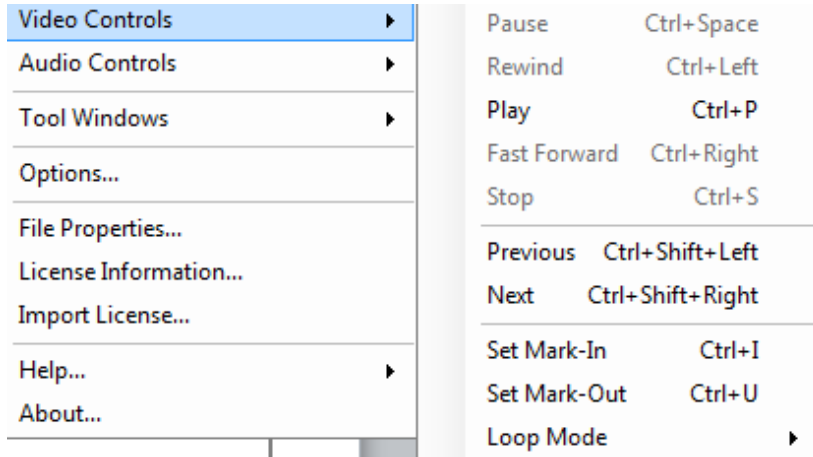 Video Controls
Audio Controls
Tool Windows
Options...
File Properties...
License Information...
Import License...
Help...
About...
Pause Ctrl+Space
Rewind Ctrl+Left
Play Ctrl+P
Fast Forward Ctrl+Right
Stop Ctrl+S
Previous Ctrl+Shift+Left
Next Ctrl+Shift+Right
Set Mark-In Ctrl+I
Set Mark-Out Ctrl+U
Loop Mode